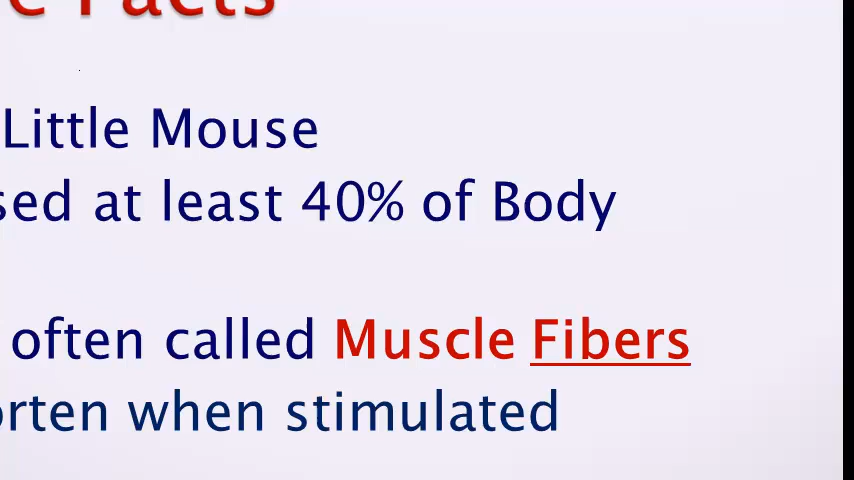 e Facts
Little Mouse
sed at least 40% of Body
often called Muscle Fibers
orten when stimulated